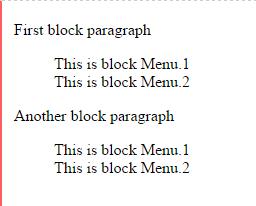 First block paragraph
This is block Menu.1
This is block Menu.2
Another block paragraph
This is block Menu.1
This is block Menu.2